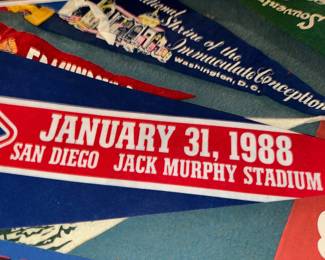 Souvenir
National Shrine of the
Immaculate Conception
Washington, D.C.
JANUARY 31, 1988
SAN DIEGO JACK MURPHY STADIUM